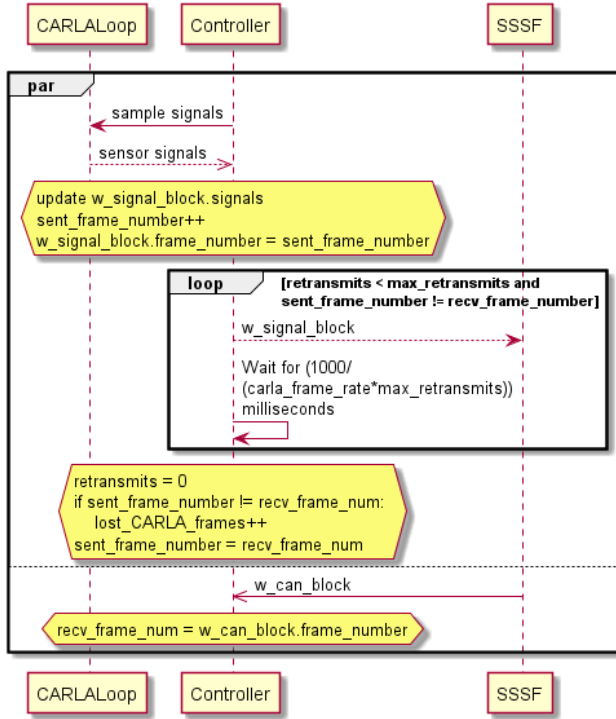 CARLALoop Controller SSSF
par
sample signals
sensor signals
update w_signal_block.signals
sent_frame_number++
w_signal_block.frame_number = sent_frame_number
loop [retransmits < max_retransmits and
sent_frame_number != recv_frame_number]
w_signal_block
Wait for (1000/
(carla_frame_rate*max_retransmits))
milliseconds
retransmits = 0
if sent_frame_number != recv_frame_num:
lost_CARLA_frames++
sent_frame_number = recv_frame_num
w_can_block
recv_frame_num = w_can_block.frame_number
CARLALoop Controller SSSF